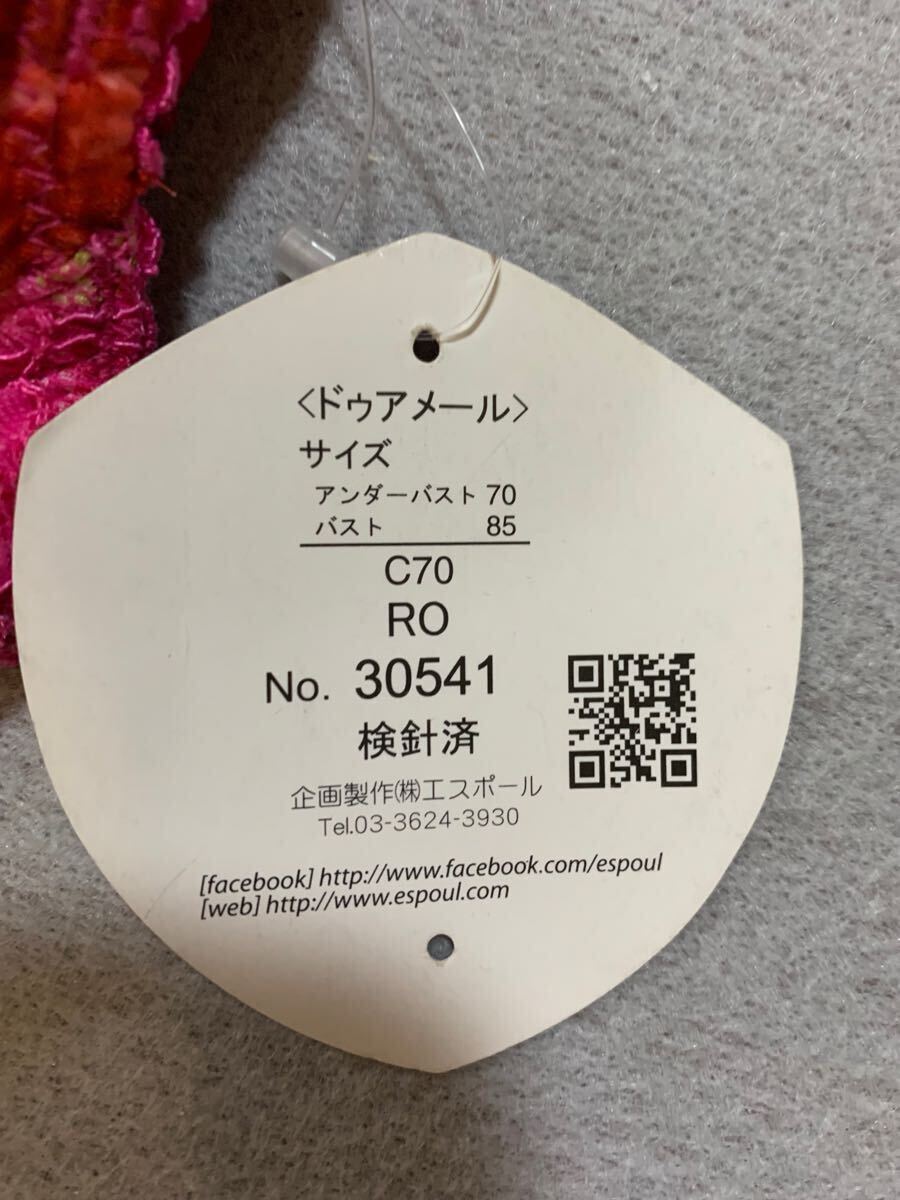 〈ドゥアメール〉
サイズ
アンダーバスト 70
バスト 85
C70
RO
No. 30541
検針済
企画製作㈱エスポール
Tel.03-3624-3930
[facebook] http://www.facebook.com/espoul
[web] http://www.espoul.com